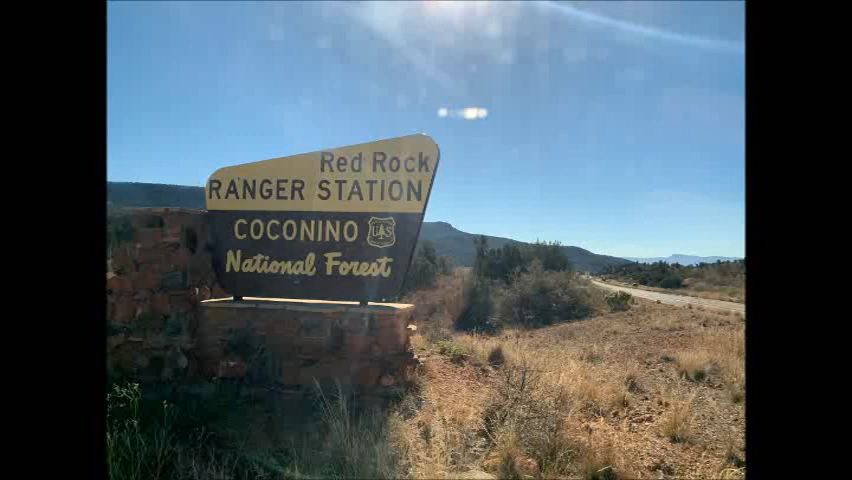 Red Rock
RANGER STATION
COCONINO
US
National Forest